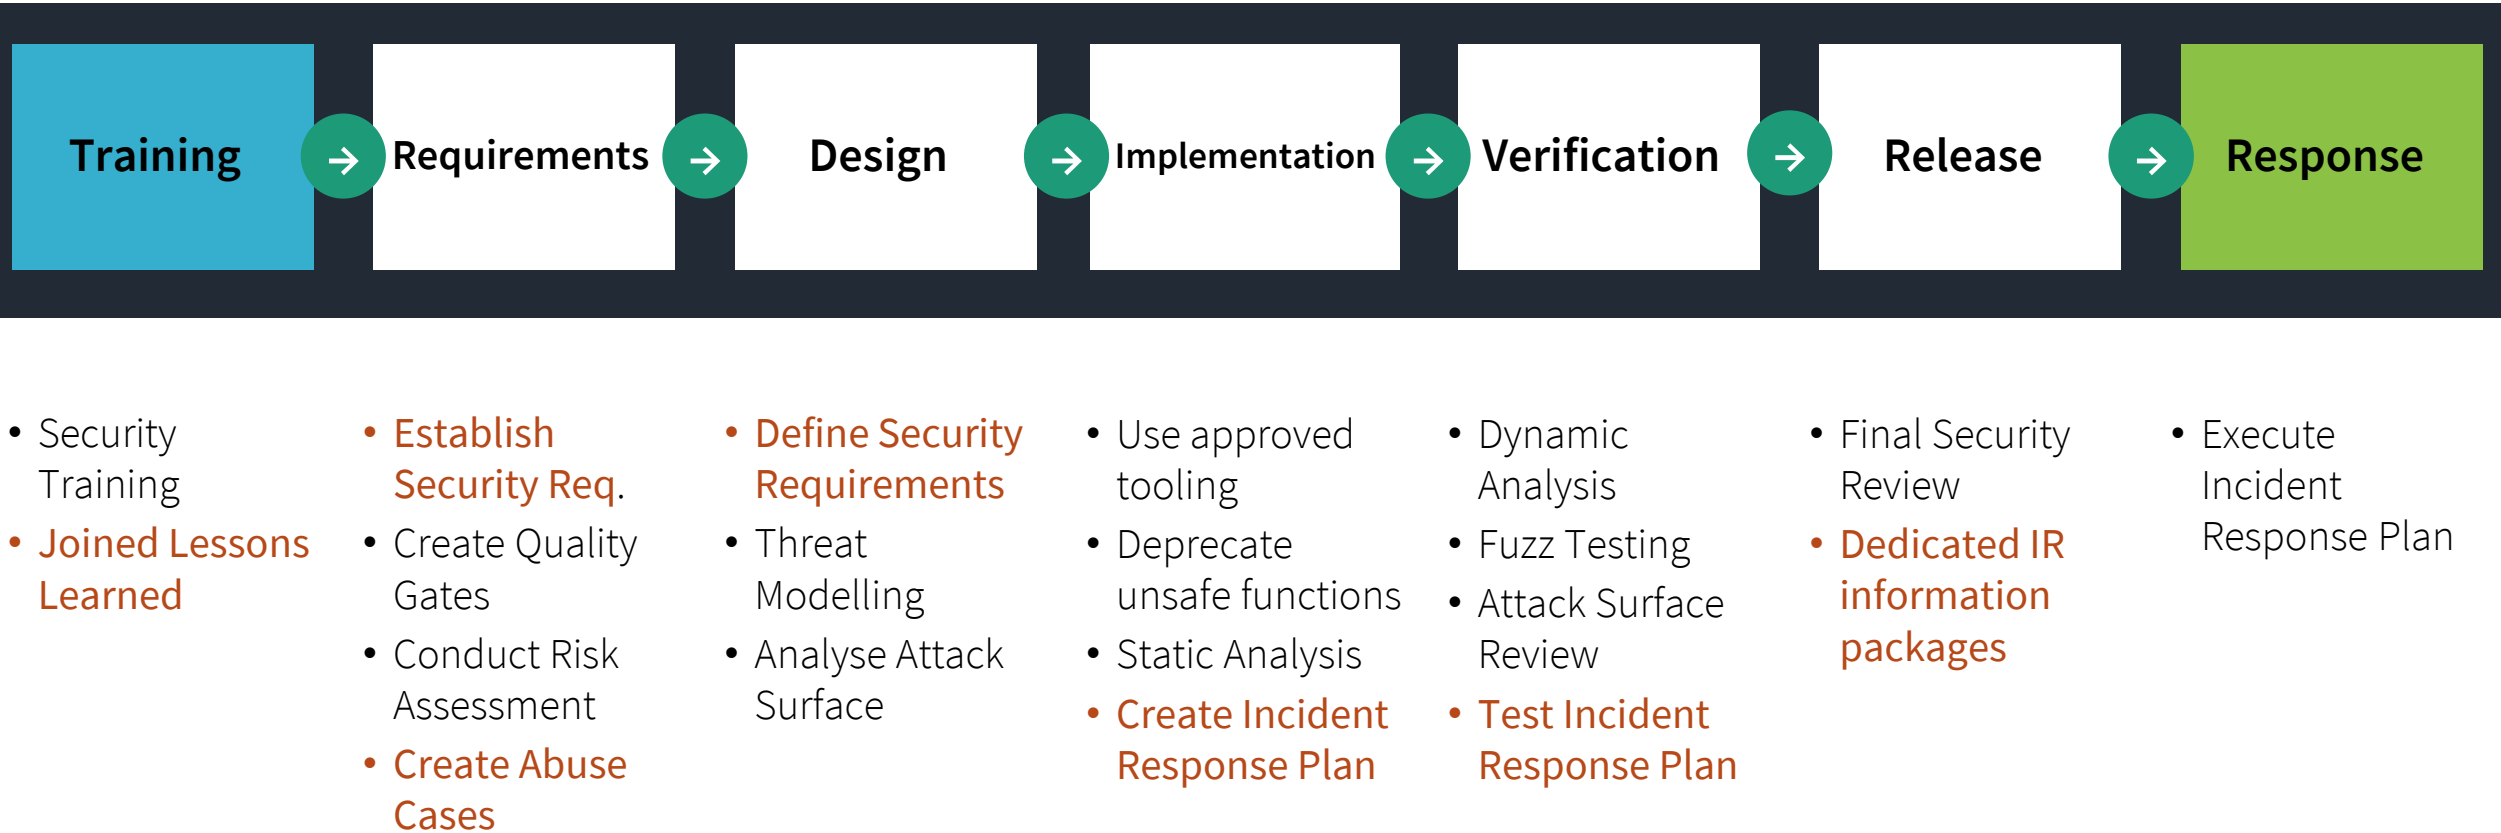 Training
Requirements
Design
Implementation
Verification
Release
Response
• Security
Training
• Joined Lessons
Learned
• Establish
Security Req.
• Create Quality
Gates
• Conduct Risk
Assessment
• Create Abuse
Cases
• Define Security
Requirements
• Threat
Modelling
• Analyse Attack
Surface
• Use approved
tooling
• Deprecate
unsafe functions
• Static Analysis
• Create Incident
Response Plan
• Dynamic
Analysis
• Fuzz Testing
• Attack Surface
Review
• Test Incident
Response Plan
• Final Security
Review
• Dedicated IR
information
packages
• Execute
Incident
Response Plan